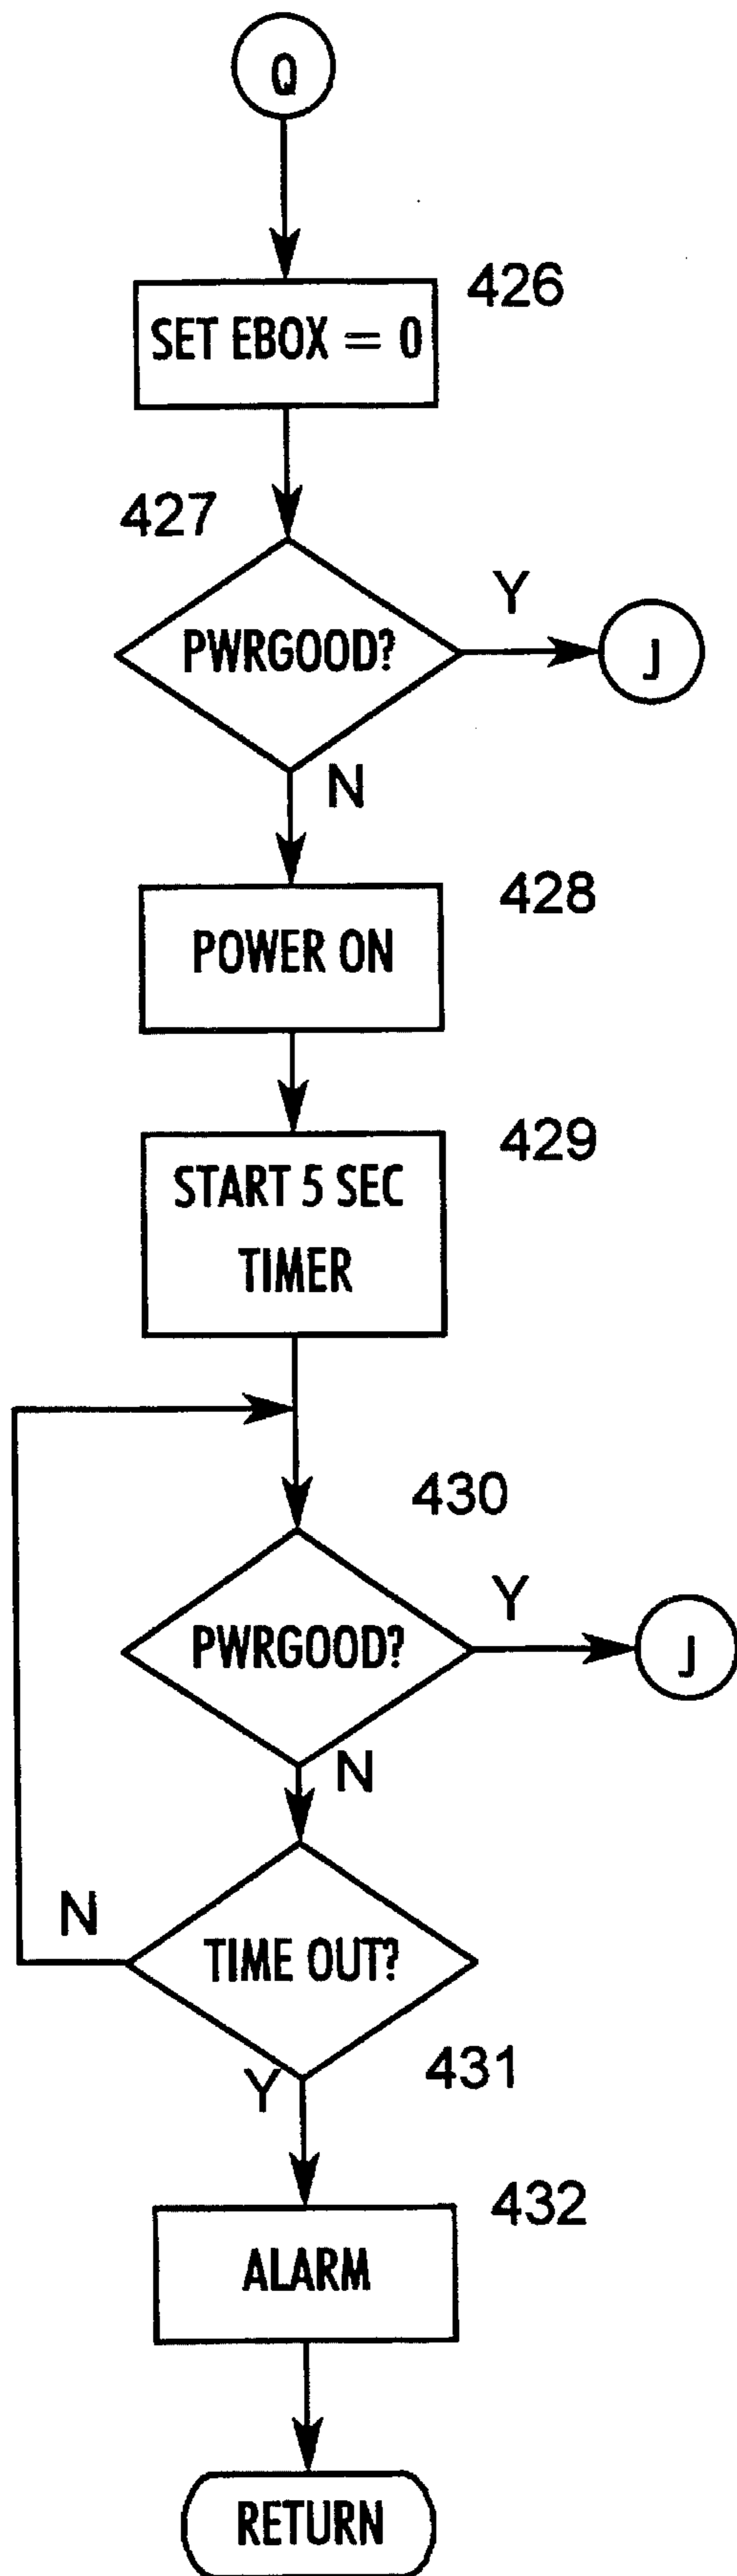 Q
426
SET EBOX = 0
427
PWRGOOD?
Y
J
N
428
POWER ON
429
START 5 SEC
TIMER
430
PWRGOOD?
Y
J
N
N
TIME OUT?
431
Y
432
ALARM
RETURN